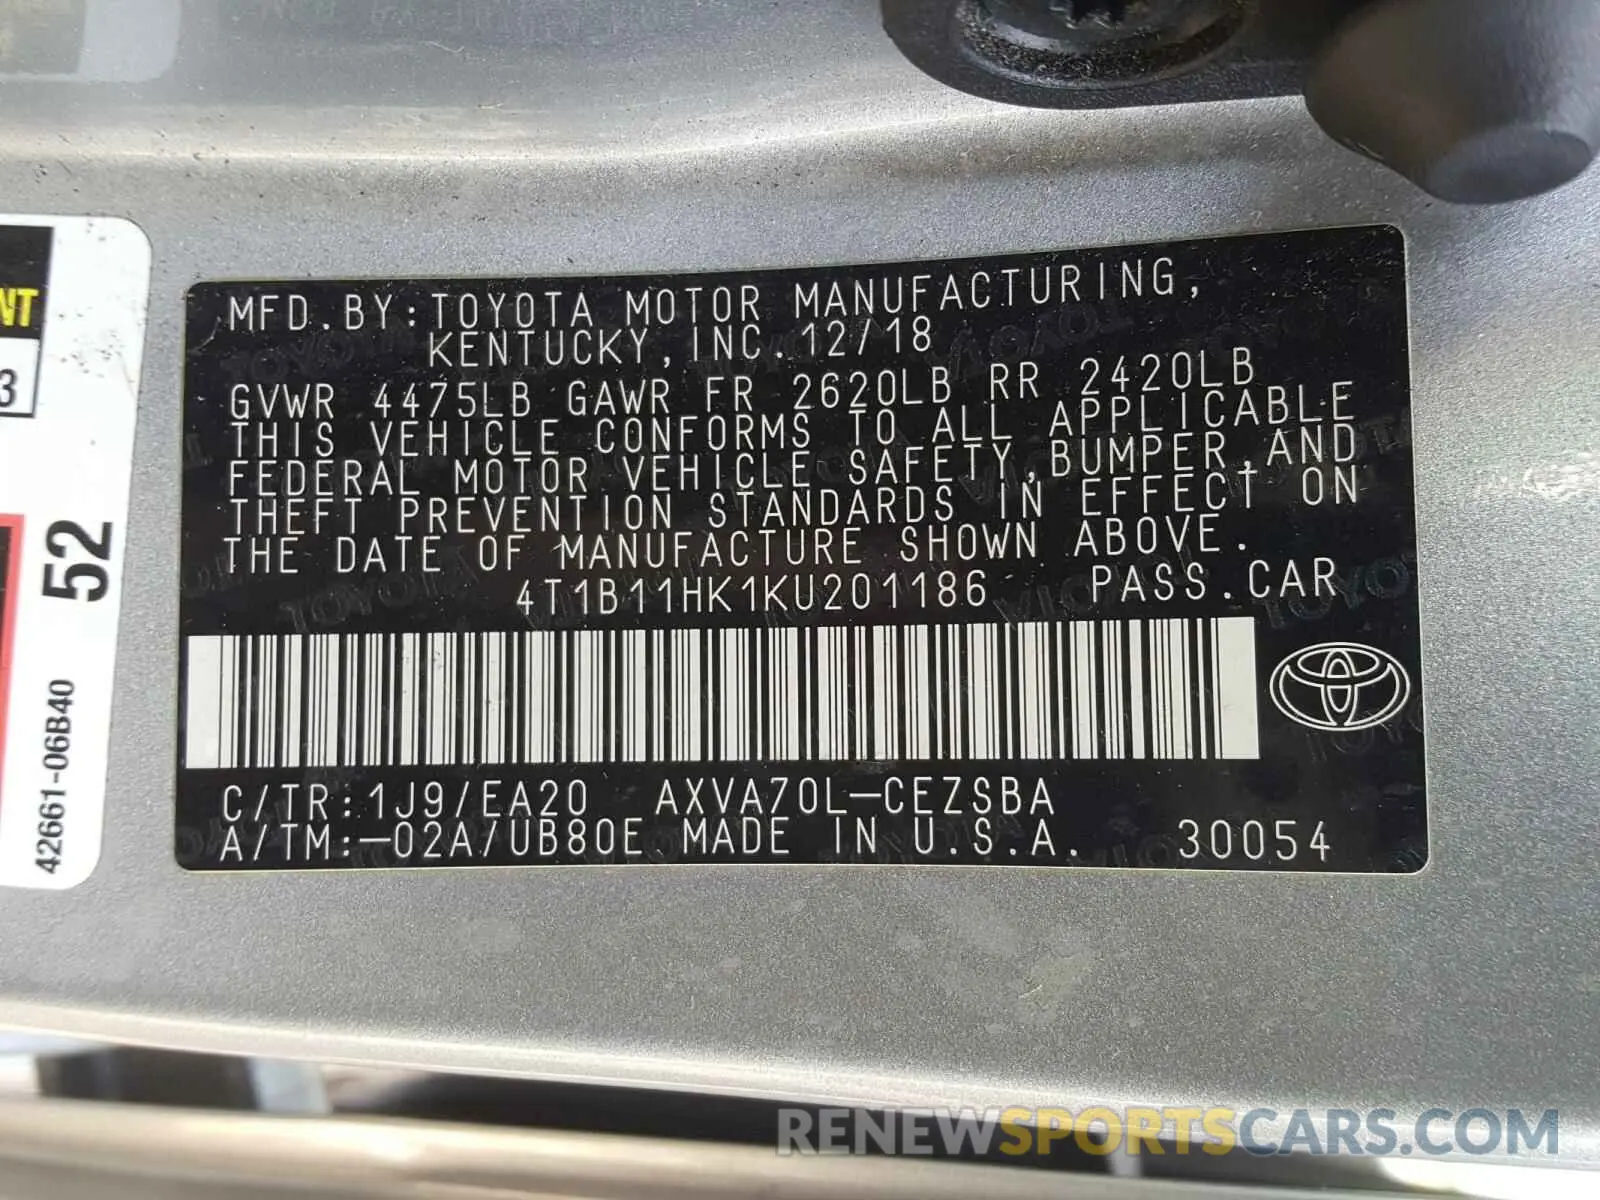 MFD.BY:TOYOTA MOTOR MANUFACTURING,
KENTUCKY,INC.12/18
GVWR 4475LB GAWR FR 2620LB RR 2420LB
THIS VEHICLE CONFORMS TO ALL APPLICABLE
FEDERAL MOTOR VEHICLE SAFETY,BUMPER,AND
THEFT PREVENTION STANDARDS IN EFFECT ON
THE DATE OF MANUFACTURE SHOWN ABOVE.
4T1B11HK1KU201186 PASS.CAR
C/TR:1J9/EA20 AXVA70L-CEZSBA
A/TM:-02A/UB80E MADE IN U.S.A. 30054
NT
3
52
42661-06B40
RENEWSPORTSCARS.COM